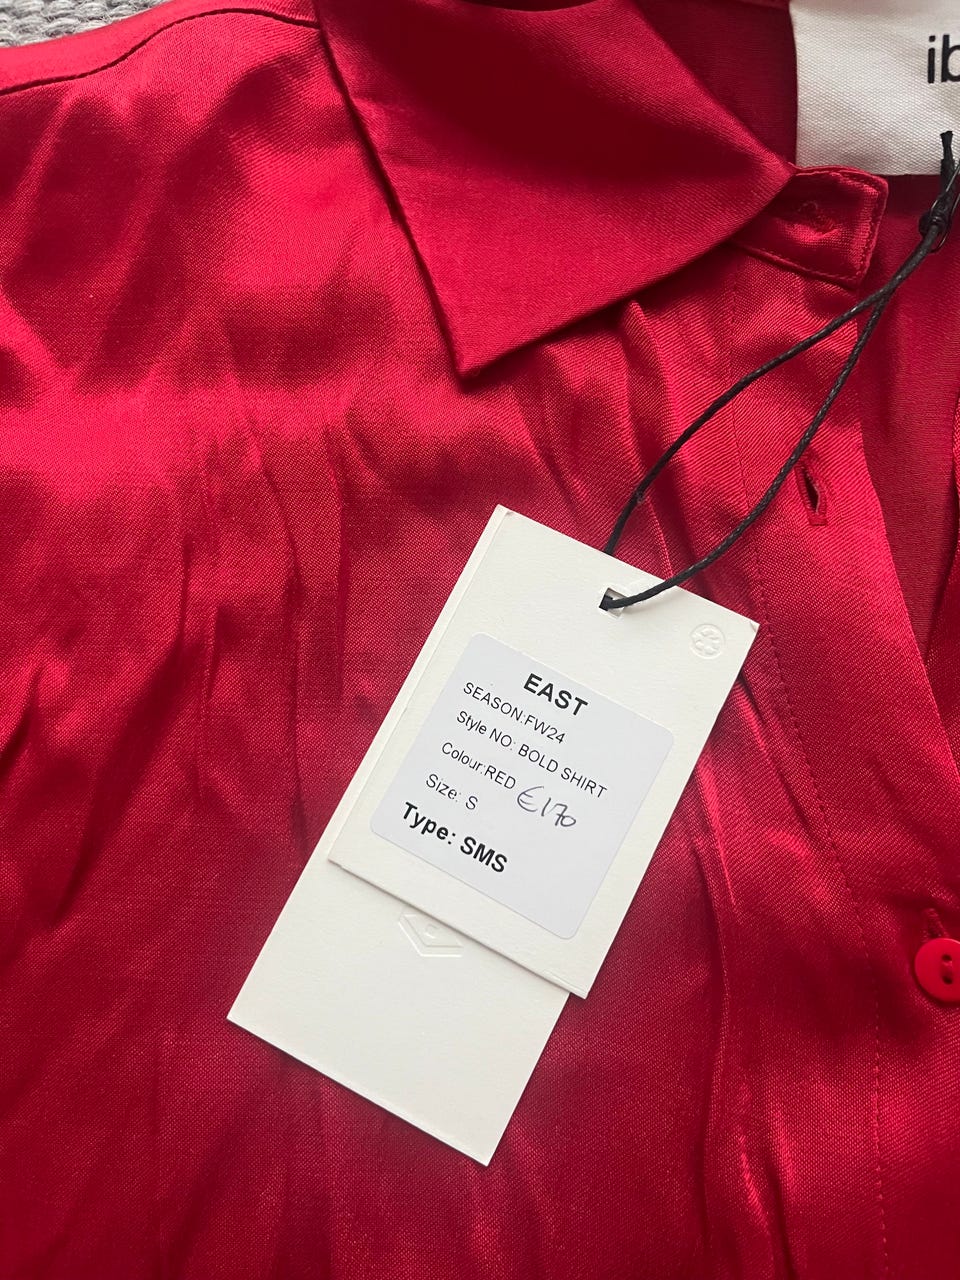 ib
EAST
SEASON:FW24
Style NO: BOLD SHIRT
Colour:RED
€170
Size: S
Type: SMS